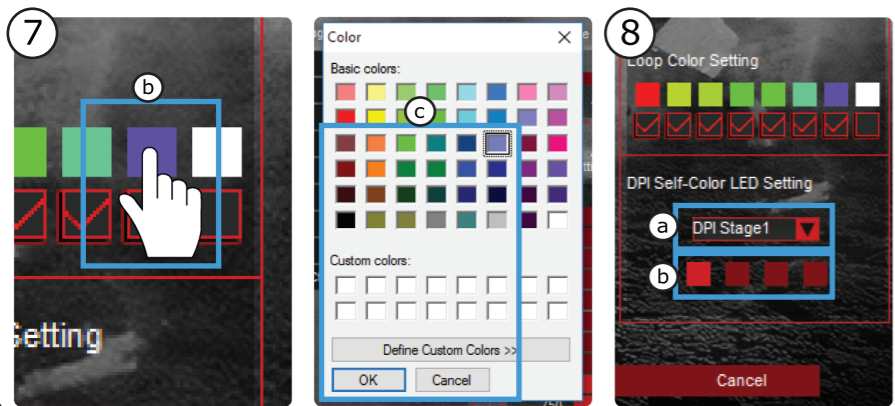 7
b
Setting
Color
Basic colors:
c
Custom colors:
Define Custom Colors >>
OK
Cancel
8
Loop Color Setting
DPI Self-Color LED Setting
a
DPI Stage1
b
Cancel